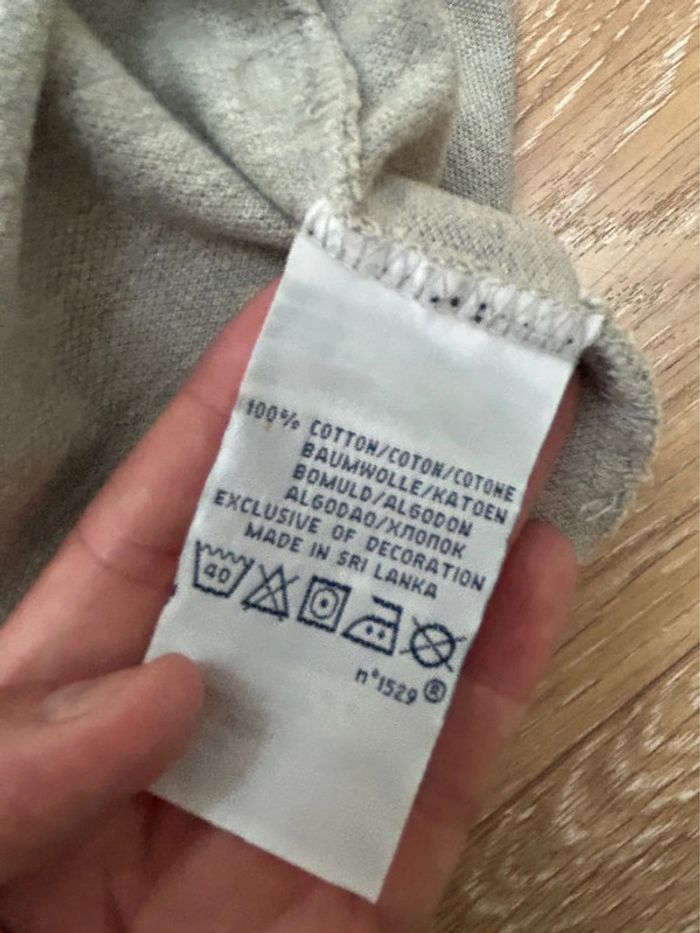 100% COTTON/COTON/COTONE
BAUMWOLLE/KATOEN
BOMULD/ALGODON
ALGODAO/ХЛОПОК
EXCLUSIVE OF DECORATION
MADE IN SRI LANKA
40
n°1529 ®